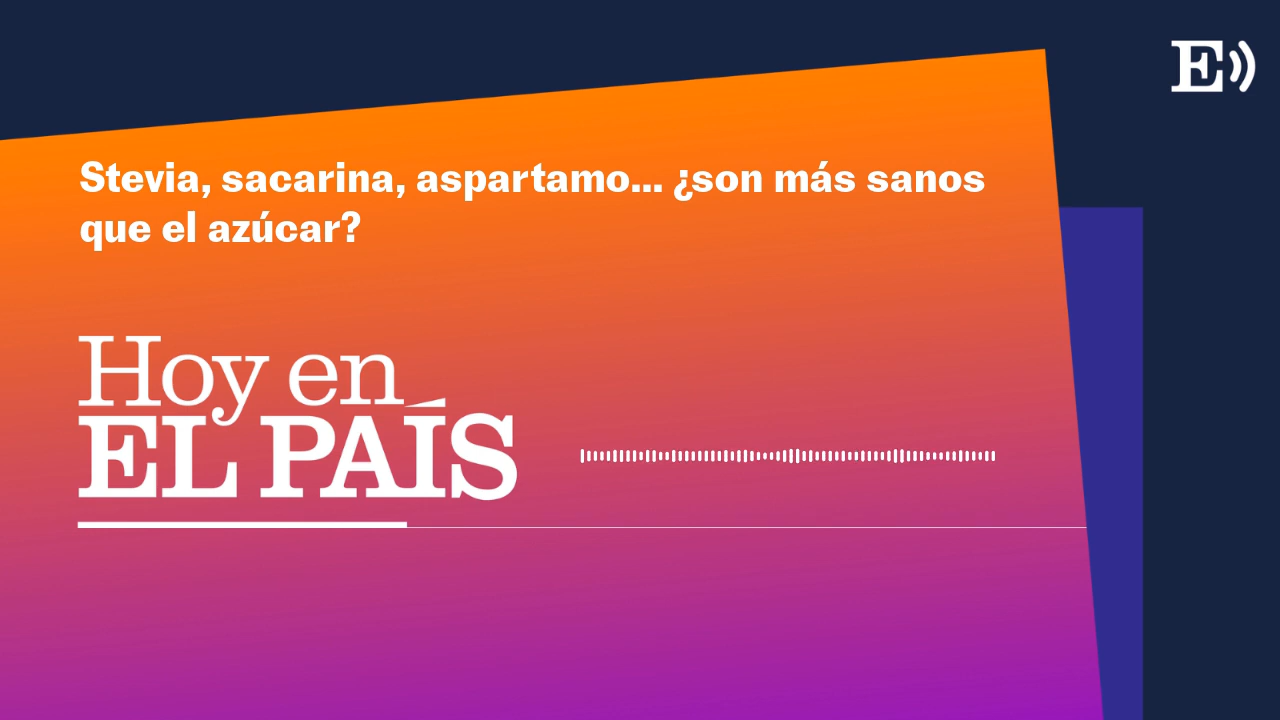 E
Stevia, sacarina, aspartamo... ¿son más sanos
que el azúcar?
Hoy en
EL PAÍS